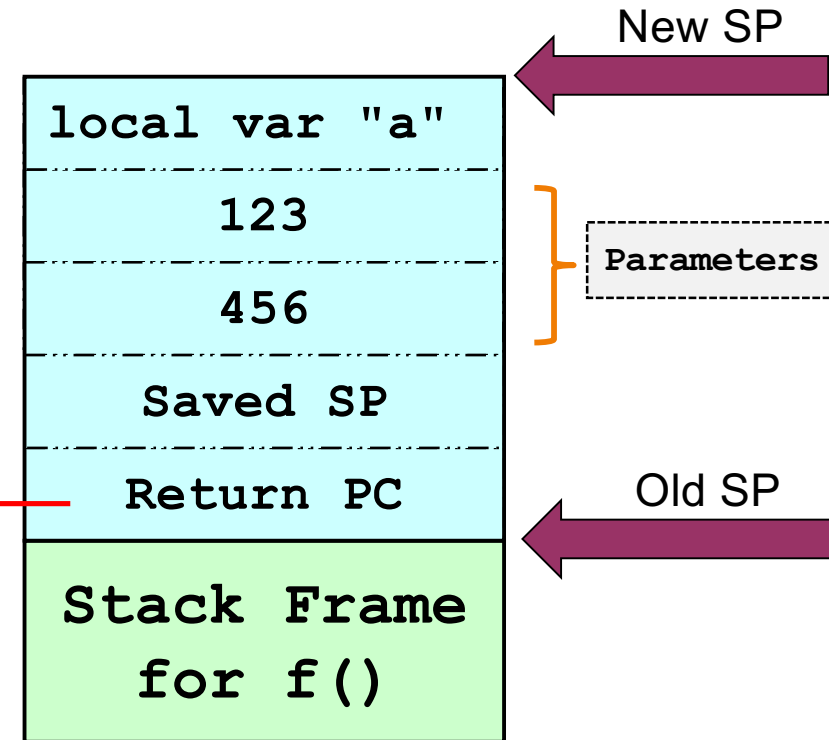 New SP
local var "a"
123
456
Parameters
Saved SP
Return PC
Old SP
Stack Frame
for f()